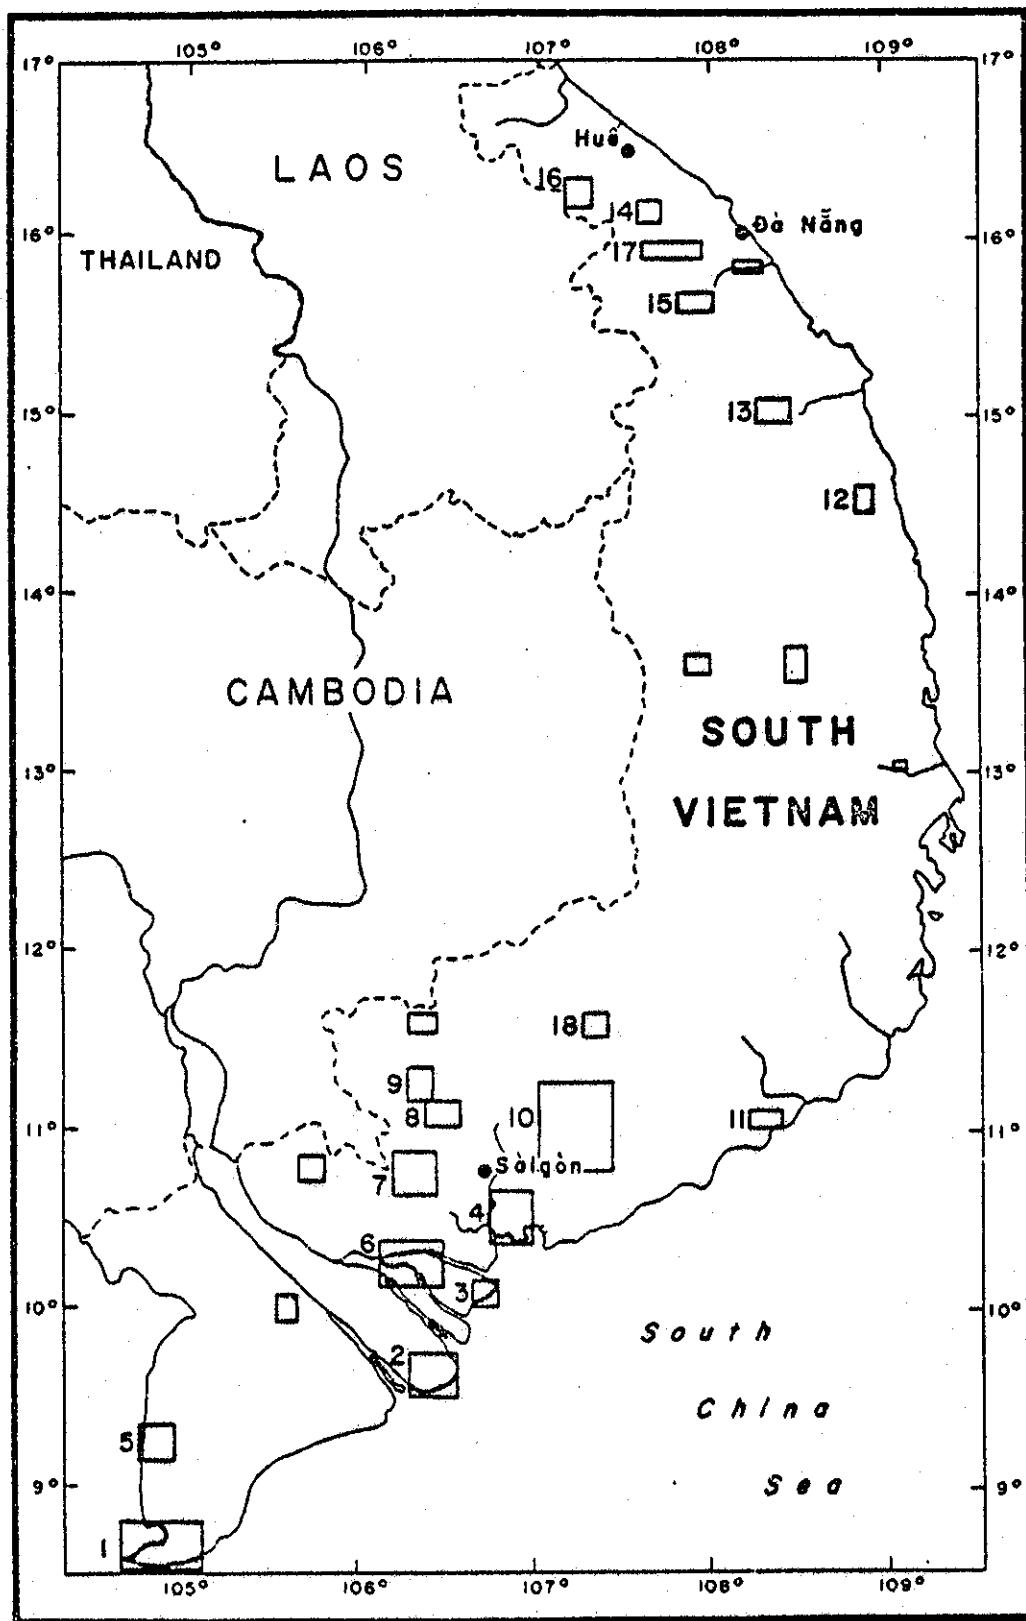 105° 106° 107° 108° 109°
17° 17°
Huế
LAOS
16
14
Đà Nẵng
16° 16°
THAILAND
17
15
15° 13 15°
12
14° 14°
CAMBODIA
SOUTH
13° 13°
VIETNAM
12° 12°
18
9
8 10 11
11° 11°
Sàigòn
7
4
6
3
10° 10°
South
2
China
5
9° Sea 9°
1
105° 106° 107° 108° 109°